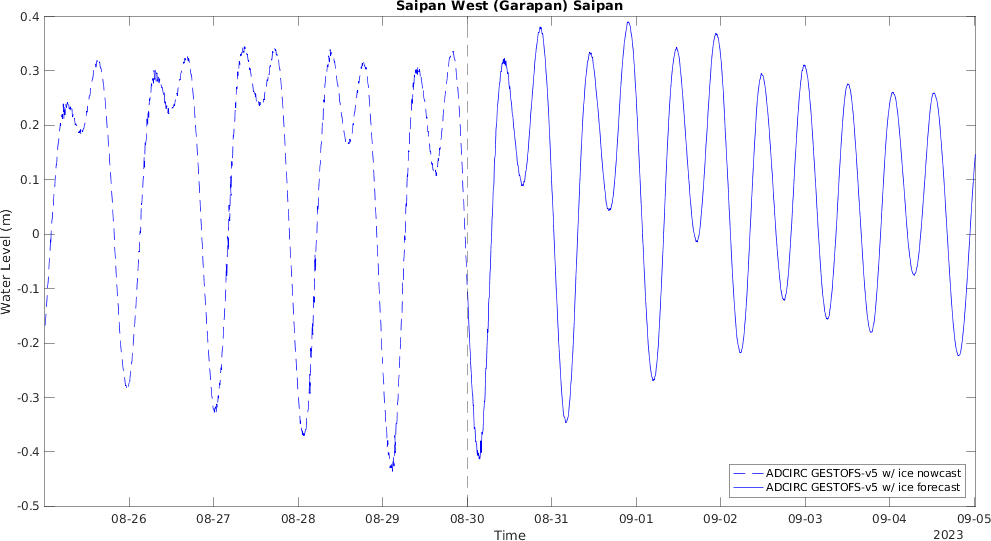 Saipan West (Garapan) Saipan
0.4
0.3
0.2
0.1
0
-0.1
-0.2
-0.3
-0.4
-0.5
Water Level (m)
ADCIRC GESTOFS-v5 w/ ice nowcast
ADCIRC GESTOFS-v5 w/ ice forecast
08-26 08-27 08-28 08-29 08-30 08-31 09-01 09-02 09-03 09-04 09-05
Time
2023